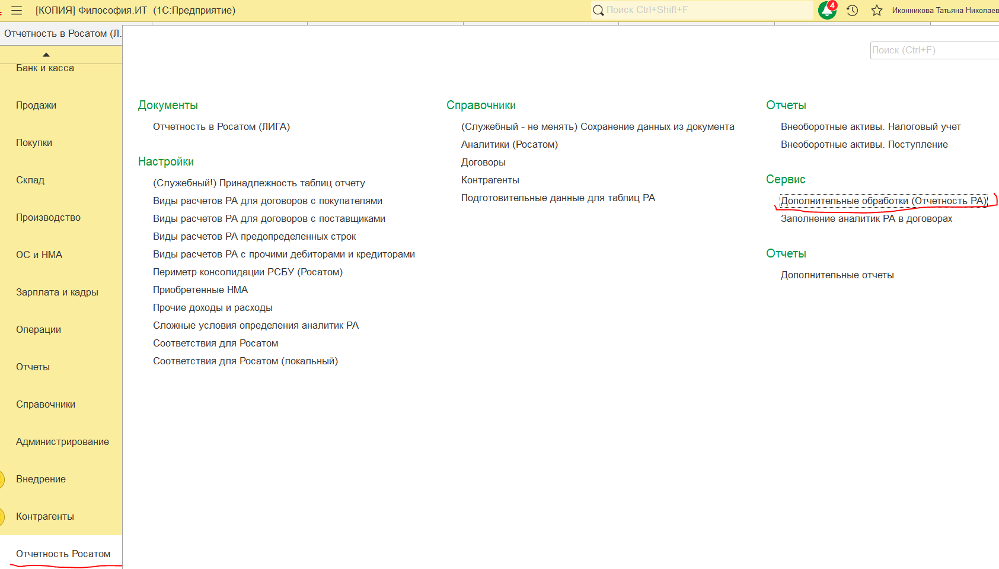 [КОПИЯ] Философия.ИТ (1С:Предприятие)
Поиск Ctrl+Shift+F
4
Иконникова Татьяна Николаев
Отчетность в Росатом (Л.
Поиск (Ctrl+F)
Банк и касса
Продажи
Покупки
Склад
Производство
ОС и НМА
Зарплата и кадры
Операции
Отчеты
Справочники
Администрирование
Внедрение
Контрагенты
Отчетность Росатом
Документы
Отчетность в Росатом (ЛИГА)
Настройки
(Служебный!) Принадлежность таблиц отчету
Виды расчетов РА для договоров с покупателями
Виды расчетов РА для договоров с поставщиками
Виды расчетов РА предопределенных строк
Виды расчетов РА с прочими дебиторами и кредиторами
Периметр консолидации РСБУ (Росатом)
Приобретенные НМА
Прочие доходы и расходы
Сложные условия определения аналитик РА
Соответствия для Росатом
Соответствия для Росатом (локальный)
Справочники
(Служебный - не менять) Сохранение данных из документа
Аналитики (Росатом)
Договоры
Контрагенты
Подготовительные данные для таблиц РА
Отчеты
Внеоборотные активы. Налоговый учет
Внеоборотные активы. Поступление
Сервис
Дополнительные обработки (Отчетность РА)
Заполнение аналитик РА в договорах
Отчеты
Дополнительные отчеты